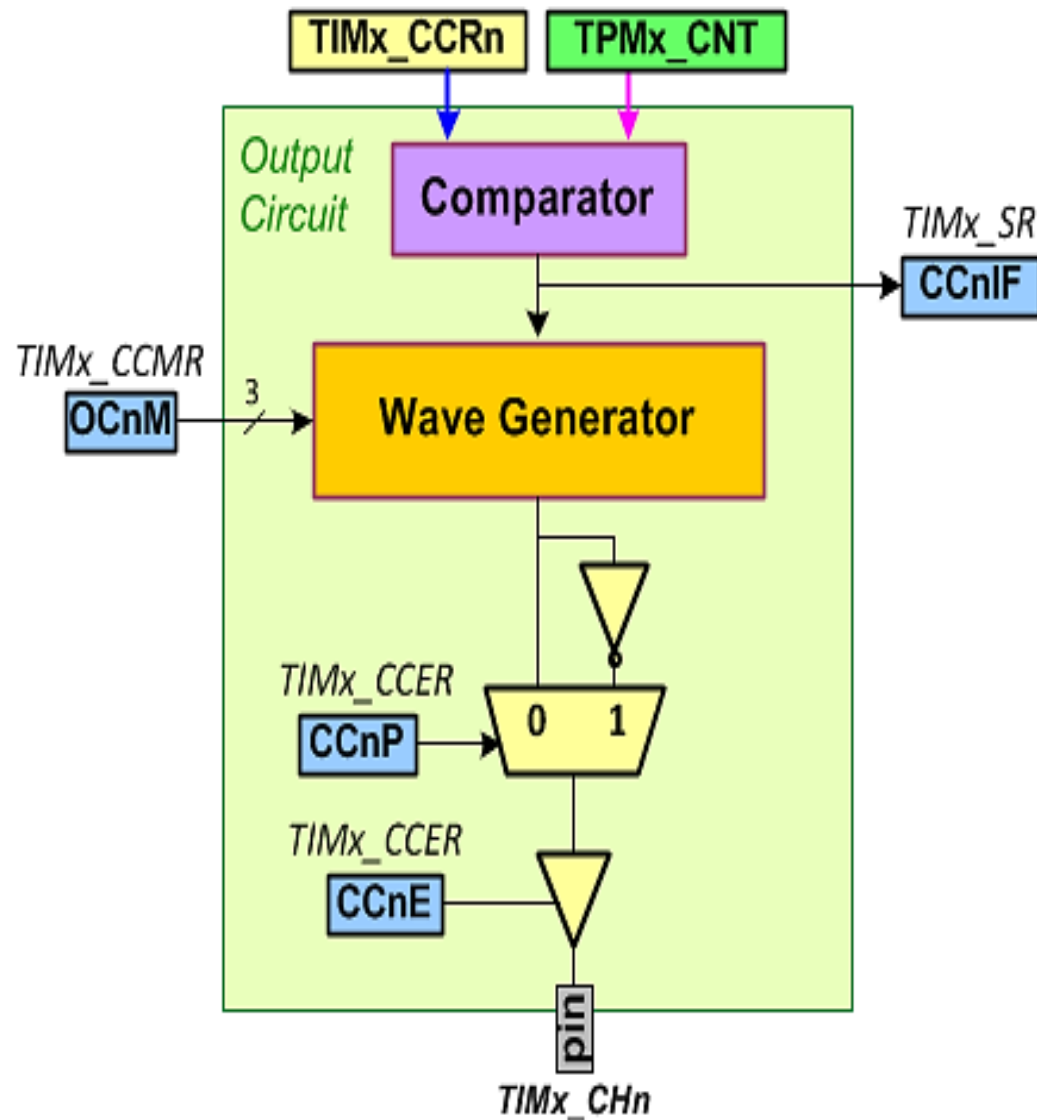 TIMx_CCRn
TPMx_CNT
Output
Circuit
Comparator
TIMx_SR
CCnIF
TIMx_CCMR
OCnM
3
Wave Generator
TIMx_CCER
CCnP
0
1
TIMx_CCER
CCnE
pin
TIMx_CHn